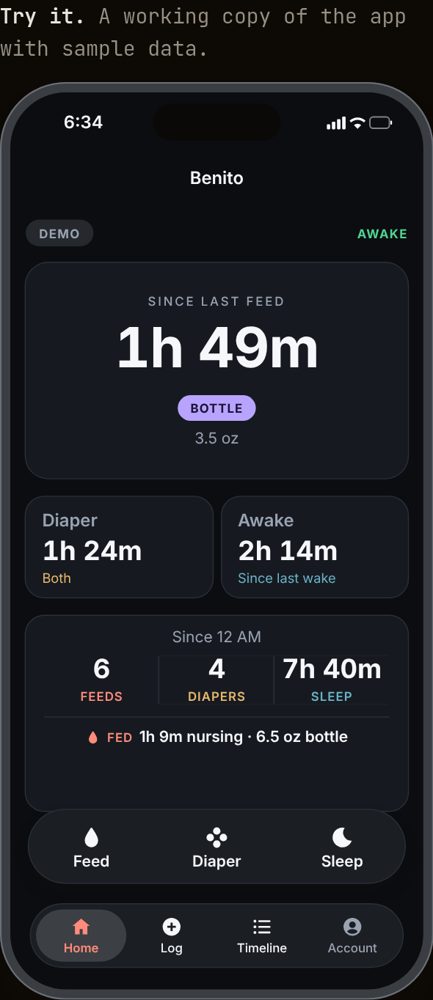 Try it. A working copy of the app
with sample data.
6:34
Benito
DEMO
AWAKE
SINCE LAST FEED
1h 49m
BOTTLE
3.5 oz
Diaper
1h 24m
Both
Awake
2h 14m
Since last wake
Since 12 AM
6
FEEDS
4
DIAPERS
7h 40m
SLEEP
FED 1h 9m nursing · 6.5 oz bottle
Feed
Diaper
Sleep
Home
Log
Timeline
Account